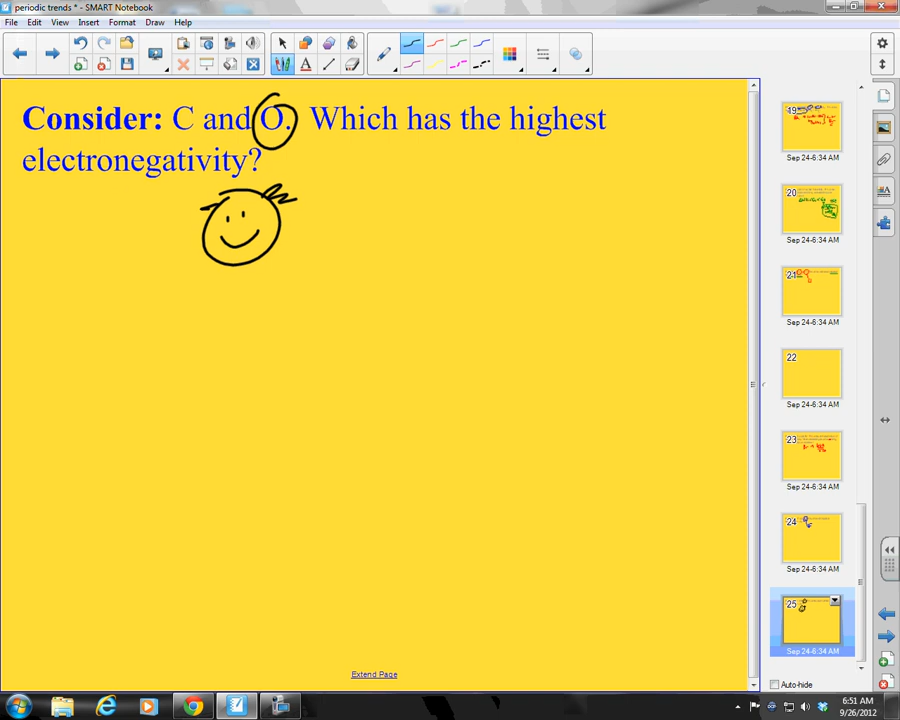 periodic trends * - SMART Notebook
File Edit View Insert Format Draw Help
Consider: C and O. Which has the highest
electronegativity?
Extend Page
19
Sep 24-6:34 AM
20
Sep 24-6:34 AM
21
Sep 24-6:34 AM
22
Sep 24-6:34 AM
23
Sep 24-6:34 AM
24
Sep 24-6:34 AM
25
Sep 24-6:34 AM
Auto-hide
6:51 AM
9/26/2012